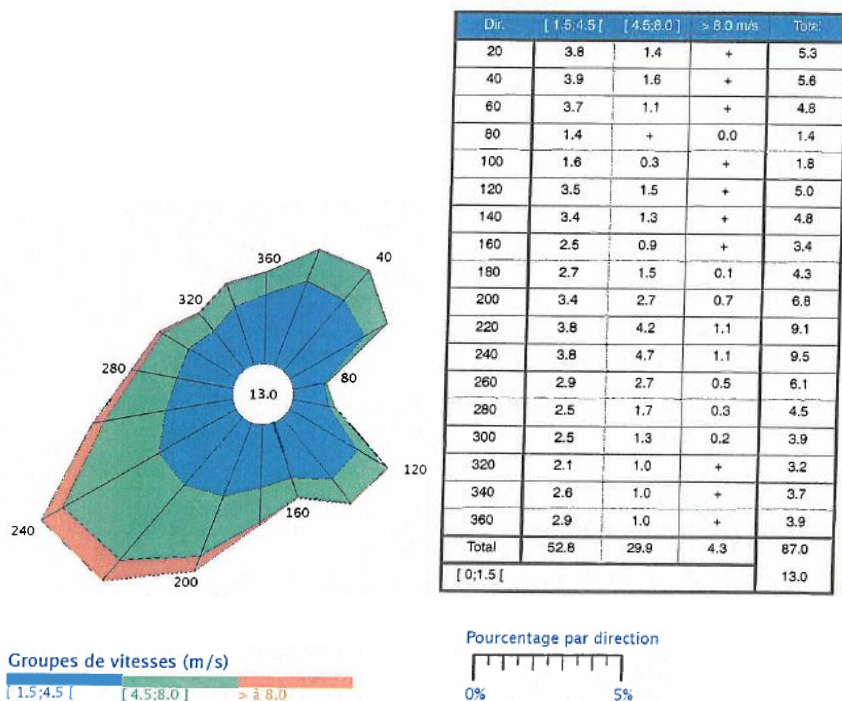 Dir. [ 1.5;4.5 [ [ 4.5;8.0 ] > 8.0 m/s Total
20 3.8 1.4 + 5.3
40 3.9 1.6 + 5.6
60 3.7 1.1 + 4.8
80 1.4 + 0.0 1.4
100 1.6 0.3 + 1.8
120 3.5 1.5 + 5.0
140 3.4 1.3 + 4.8
160 2.5 0.9 + 3.4
180 2.7 1.5 0.1 4.3
200 3.4 2.7 0.7 6.8
220 3.8 4.2 1.1 9.1
240 3.8 4.7 1.1 9.5
260 2.9 2.7 0.5 6.1
280 2.5 1.7 0.3 4.5
300 2.5 1.3 0.2 3.9
320 2.1 1.0 + 3.2
340 2.6 1.0 + 3.7
360 2.9 1.0 + 3.9
Total 52.8 29.9 4.3 87.0
[ 0;1.5 [ 13.0
360
40
320
280
80
13.0
120
240
160
200
Groupes de vitesses (m/s)
[ 1.5;4.5 [ [ 4.5;8.0 ] > à 8.0
Pourcentage par direction
0% 5%